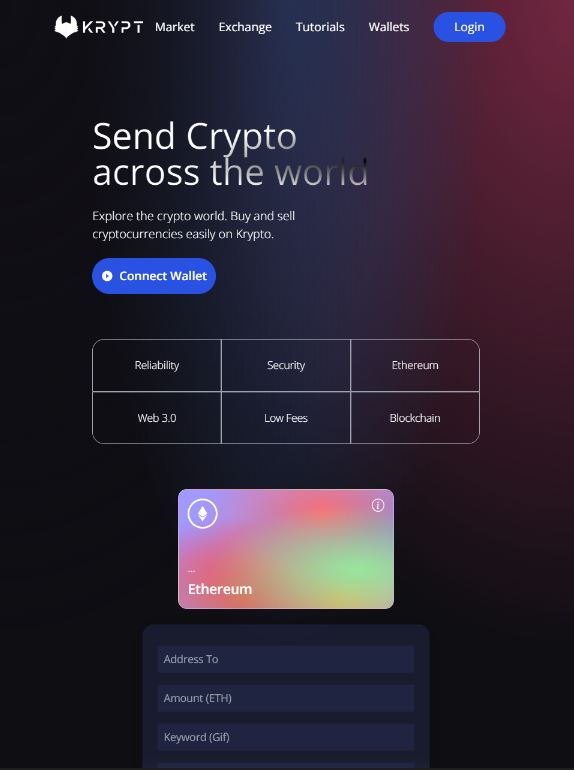 KRYPT Market Exchange Tutorials Wallets Login
Send Crypto
across the world
Explore the crypto world. Buy and sell
cryptocurrencies easily on Krypto.
Connect Wallet
Reliability Security Ethereum
Web 3.0 Low Fees Blockchain
i
...
Ethereum
Address To
Amount (ETH)
Keyword (Gif)